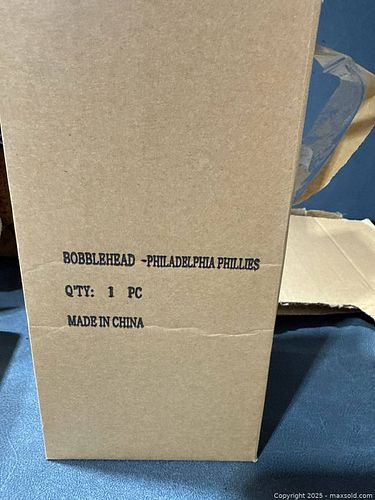 BOBBLEHEAD -PHILADELPHIA PHILLIES
Q'TY: 1 PC
MADE IN CHINA
Copyright 2025 - maxsold.com